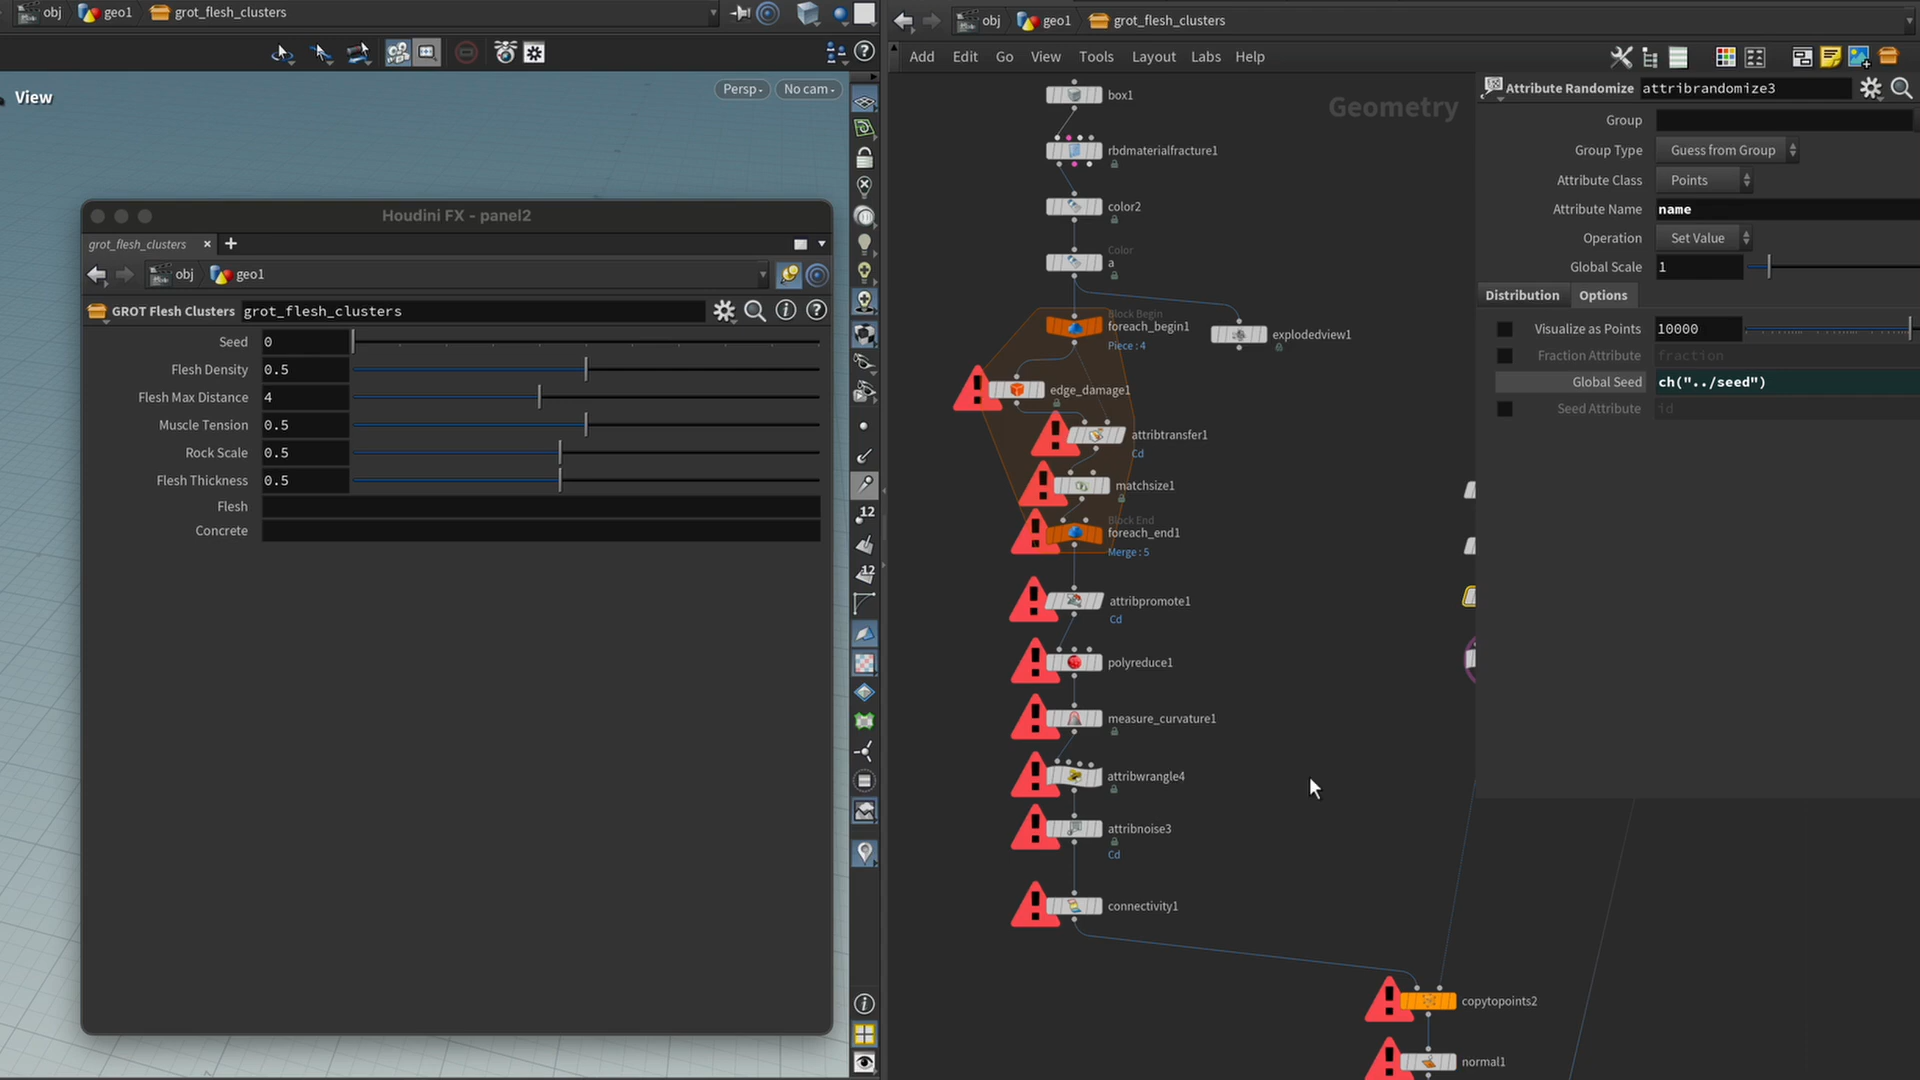 obj geo1 grot_flesh_clusters
View
Persp No cam
Houdini FX - panel2
grot_flesh_clusters × +
obj geo1
GROT Flesh Clusters grot_flesh_clusters
Seed 0
Flesh Density 0.5
Flesh Max Distance 4
Muscle Tension 0.5
Rock Scale 0.5
Flesh Thickness 0.5
Flesh
Concrete
12
12
obj geo1 grot_flesh_clusters
Add Edit Go View Tools Layout Labs Help
Geometry
box1
rbdmaterialfracture1
color2
Color
a
Block Begin
foreach_begin1
Piece : 4
explodedview1
edge_damage1
attribtransfer1
Cd
matchsize1
Block End
foreach_end1
Merge : 5
attribpromote1
Cd
polyreduce1
measure_curvature1
attribwrangle4
attribnoise3
Cd
connectivity1
copytopoints2
normal1
Attribute Randomize attribrandomize3
Group
Group Type Guess from Group
Attribute Class Points
Attribute Name name
Operation Set Value
Global Scale 1
Distribution Options
Visualize as Points 10000
Fraction Attribute fraction
Global Seed ch("../seed")
Seed Attribute id